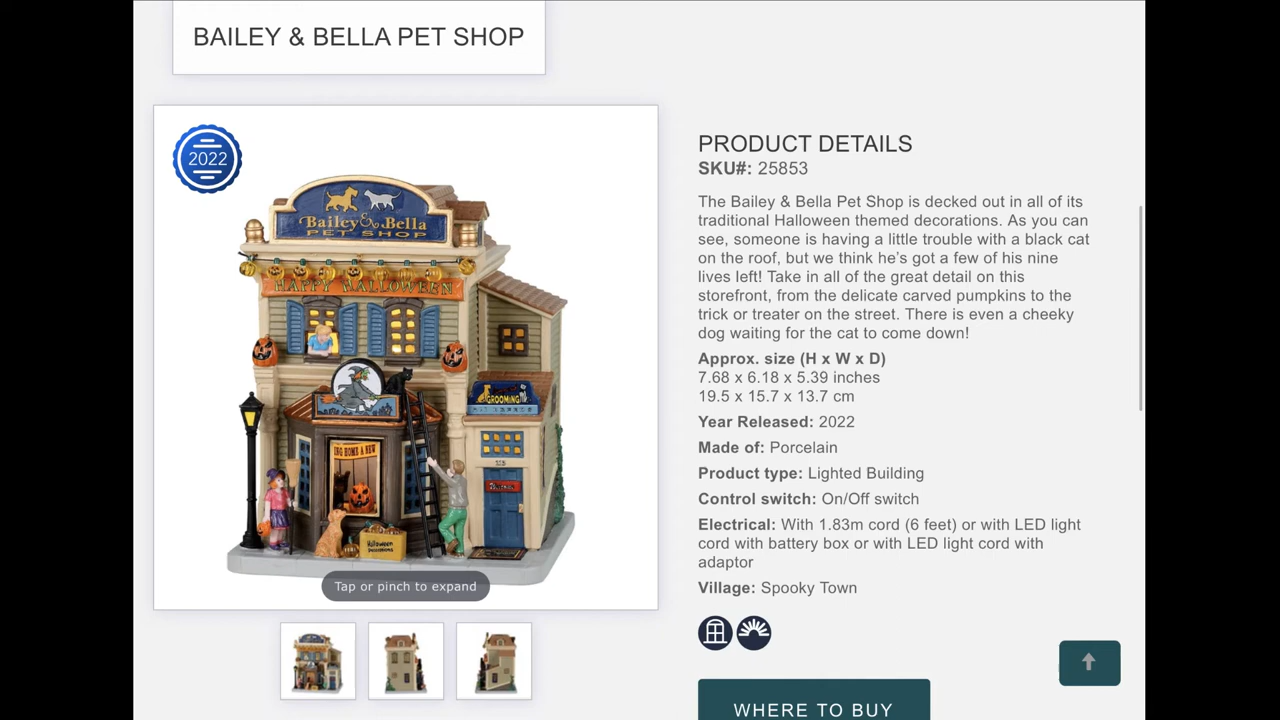 BAILEY & BELLA PET SHOP
2022
Bailey & Bella
PET SHOP
HAPPY HALLOWEEN
GROOMING
Halloween
Decorations
Tap or pinch to expand
PRODUCT DETAILS
SKU#: 25853
The Bailey & Bella Pet Shop is decked out in all of its
traditional Halloween themed decorations. As you can
see, someone is having a little trouble with a black cat
on the roof, but we think he’s got a few of his nine
lives left! Take in all of the great detail on this
storefront, from the delicate carved pumpkins to the
trick or treater on the street. There is even a cheeky
dog waiting for the cat to come down!
Approx. size (H x W x D)
7.68 x 6.18 x 5.39 inches
19.5 x 15.7 x 13.7 cm
Year Released: 2022
Made of: Porcelain
Product type: Lighted Building
Control switch: On/Off switch
Electrical: With 1.83m cord (6 feet) or with LED light
cord with battery box or with LED light cord with
adaptor
Village: Spooky Town
WHERE TO BUY